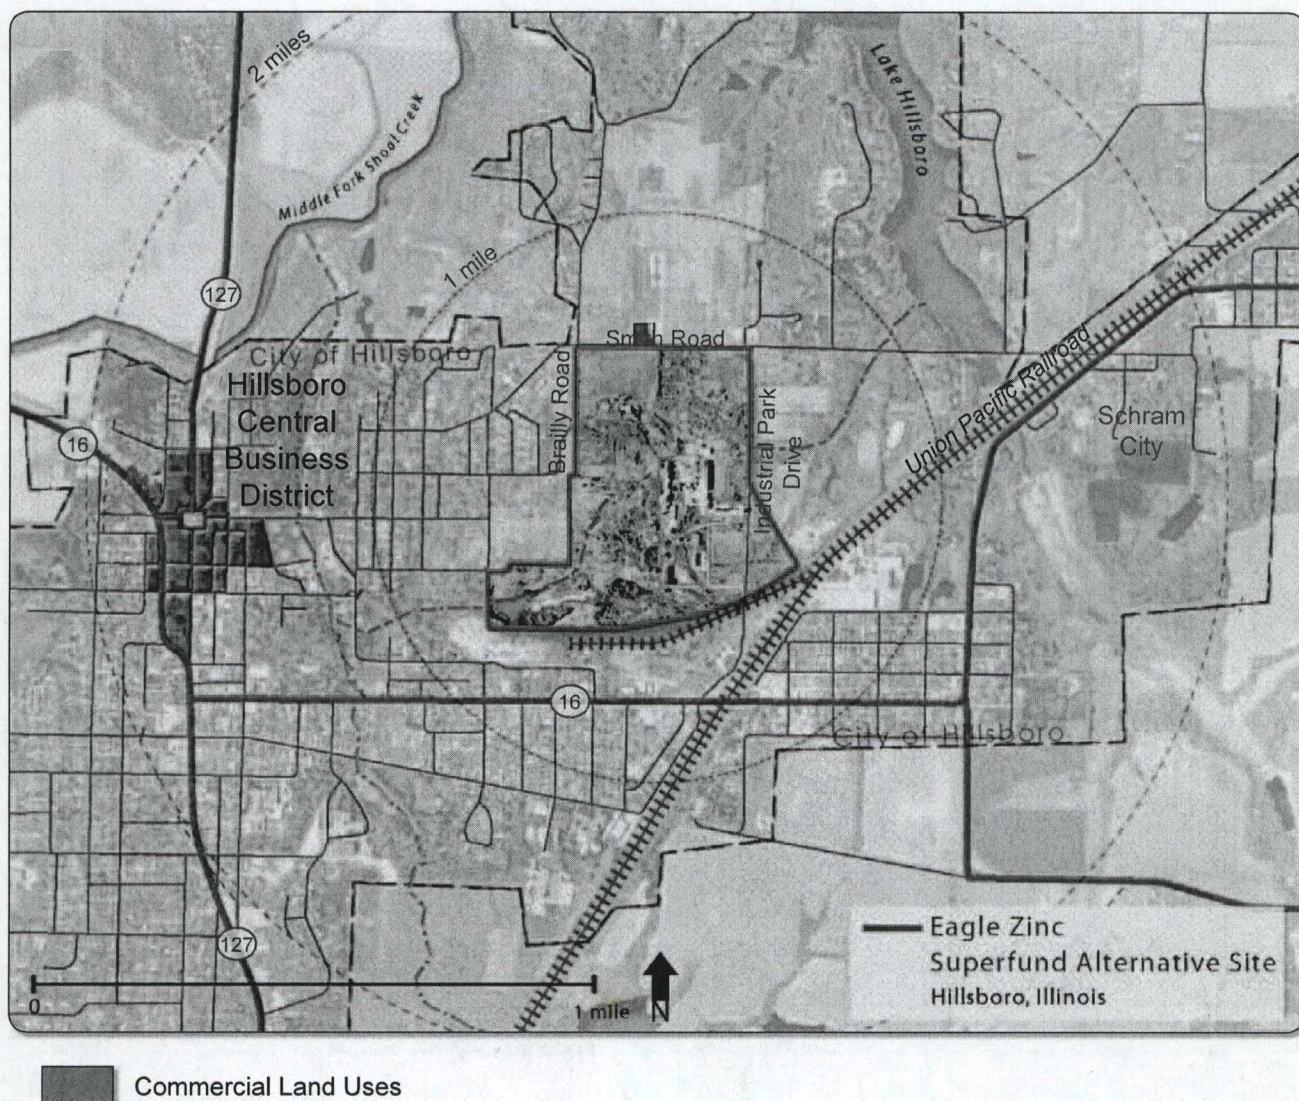 2 miles
Lake Hillsboro
Middle Fork Shoal Creek
1 mile
127
Smith Road
City of Hillsboro
Hillsboro
Central
Business
District
Brailly Road
Industrial Park
Drive
Union Pacific Railroad
Schram
City
16
16
City of Hillsboro
127
0
1 mile
N
Eagle Zinc
Superfund Alternative Site
Hillsboro, Illinois
Commercial Land Uses